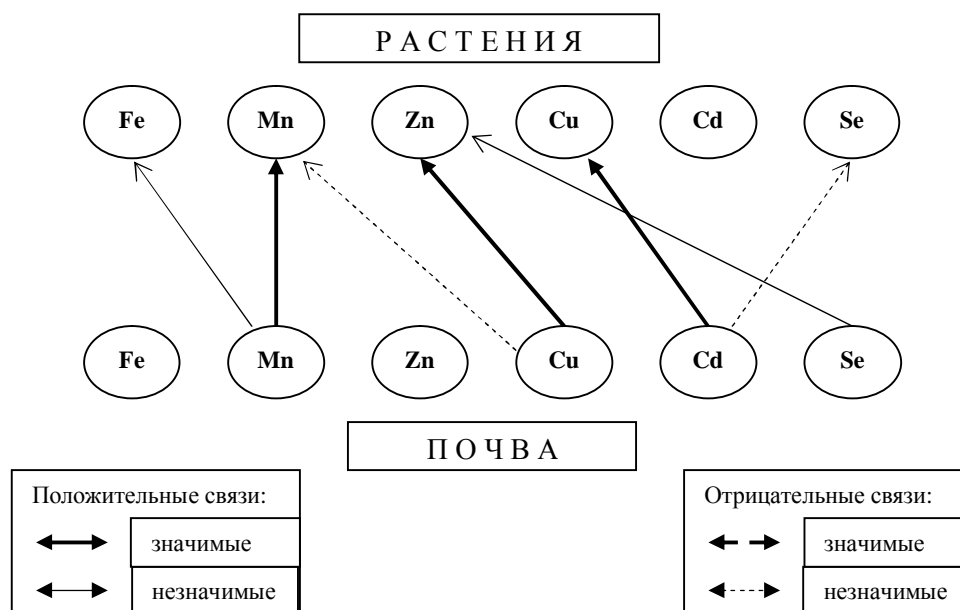 Р А С Т Е Н И Я
Fe Mn Zn Cu Cd Se
Fe Mn Zn Cu Cd Se
П О Ч В А
Положительные связи:
значимые
незначимые
Отрицательные связи:
значимые
незначимые